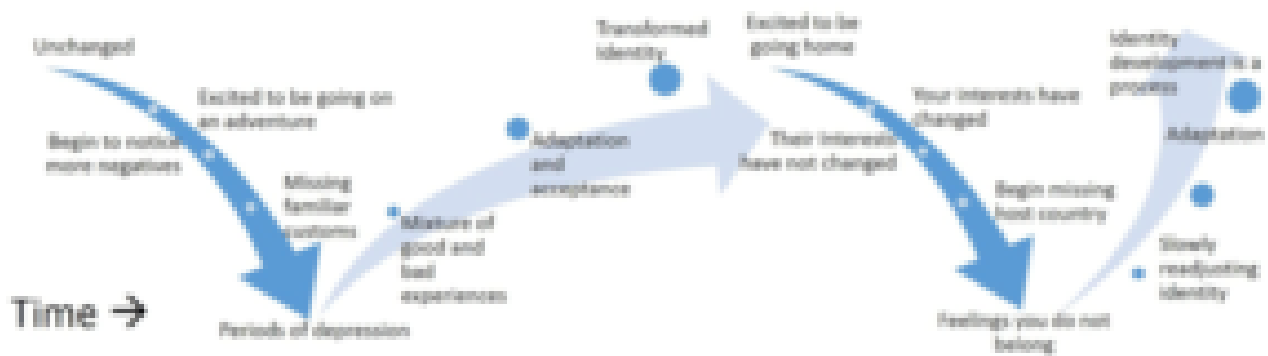 Unchanged
Excited to be going on
an adventure
Begin to notice
more negatives
Missing
familiar
customs
Periods of depression
Mixture of
good and
bad
experiences
Adaptation
and
acceptance
Transformed
Identity
Excited to be
going home
Your interests have
changed
Their interests
have not changed
Begin missing
host country
Feelings you do not
belong
Slowly
readjusting
identity
Adaptation
Identity
development is a
process
Time →